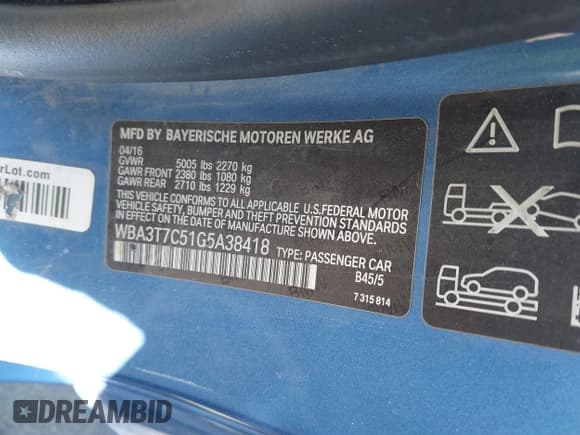 MFD BY BAYERISCHE MOTOREN WERKE AG
04/16
GVWR 5005 lbs 2270 kg
GAWR FRONT 2380 lbs 1080 kg
GAWR REAR 2710 lbs 1229 kg
THIS VEHICLE CONFORMS TO ALL APPLICABLE U.S.FEDERAL MOTOR
VEHICLE SAFETY, BUMPER AND THEFT PREVENTION STANDARDS
IN EFFECT ON THE DATE OF MANUFACTURE SHOWN ABOVE
WBA3T7C51G5A38418 TYPE: PASSENGER CAR
B45/5
7 315 814
rLot.com
DREAMBID